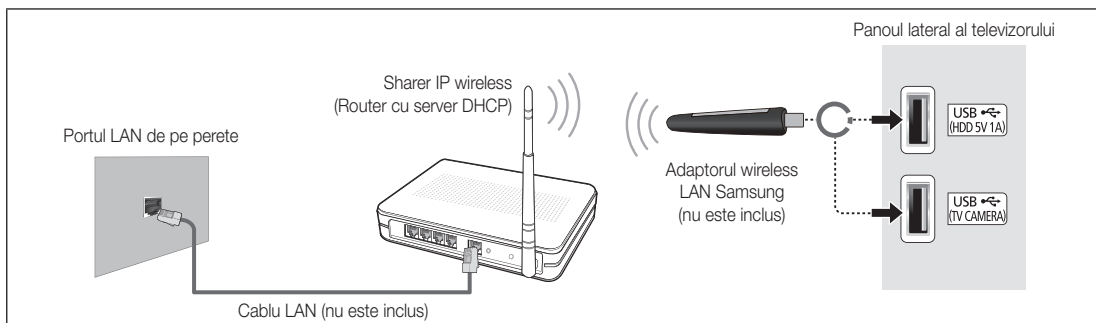 Panoul lateral al televizorului
Sharer IP wireless
(Router cu server DHCP)
Portul LAN de pe perete
USB
(HDD 5V 1A)
Adaptorul wireless
LAN Samsung
(nu este inclus)
USB
(TV CAMERA)
Cablu LAN (nu este inclus)